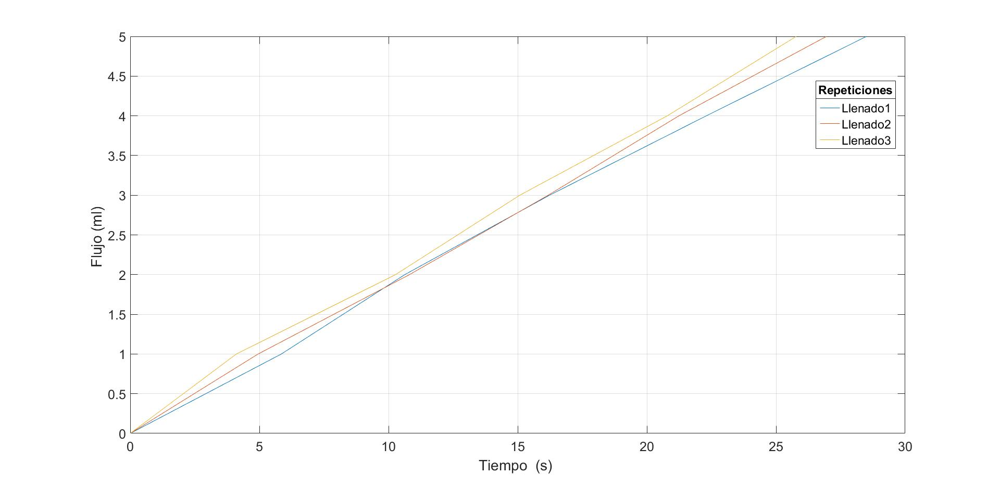 5
4.5
4
3.5
3
2.5
2
1.5
1
0.5
0
Flujo (ml)
Repeticiones
Llenado1
Llenado2
Llenado3
0 5 10 15 20 25 30
Tiempo (s)